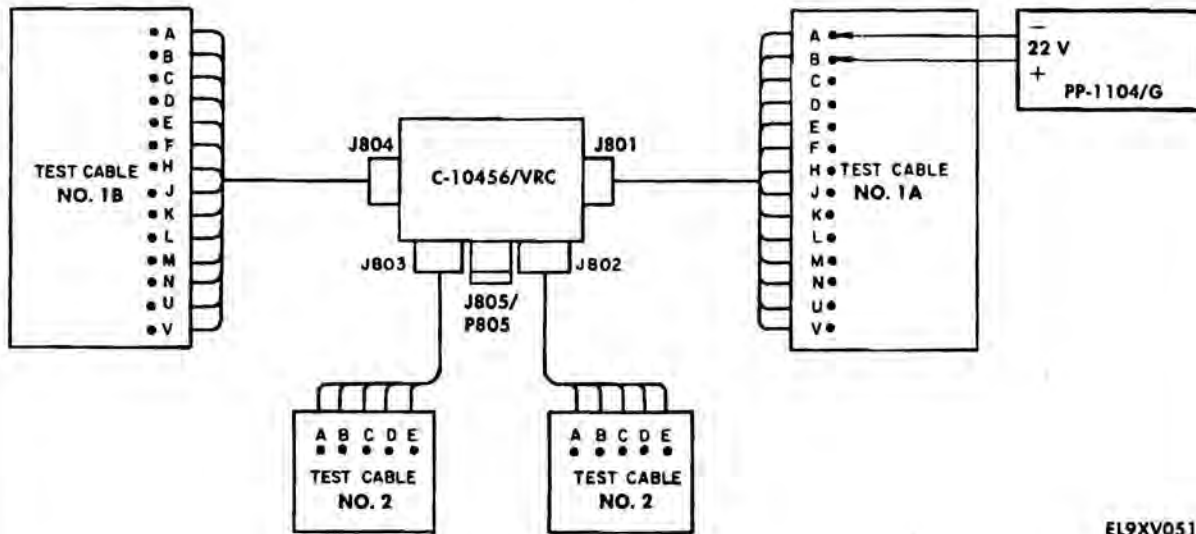 A
B
C
D
E
F
H
J
K
L
M
N
U
V
TEST CABLE
NO. 1B
J804
C-10456/VRC
J801
J803
J805/
P805
J802
A
B
C
D
E
F
H
J
K
L
M
N
U
V
TEST CABLE
NO. 1A
−
22 V
+
PP-1104/G
A B C D E
TEST CABLE
NO. 2
A B C D E
TEST CABLE
NO. 2
EL9XV051